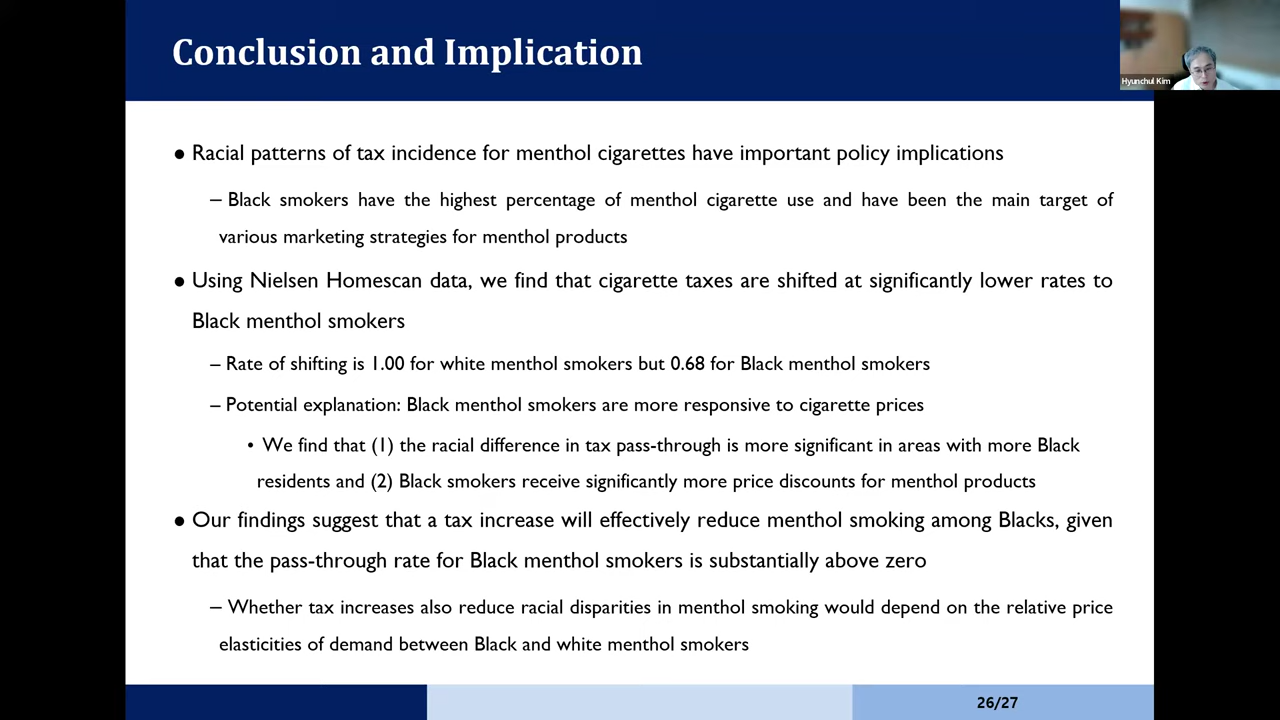 Conclusion and Implication
Hyunchul Kim
● Racial patterns of tax incidence for menthol cigarettes have important policy implications
– Black smokers have the highest percentage of menthol cigarette use and have been the main target of
various marketing strategies for menthol products
● Using Nielsen Homescan data, we find that cigarette taxes are shifted at significantly lower rates to
Black menthol smokers
– Rate of shifting is 1.00 for white menthol smokers but 0.68 for Black menthol smokers
– Potential explanation: Black menthol smokers are more responsive to cigarette prices
• We find that (1) the racial difference in tax pass-through is more significant in areas with more Black
residents and (2) Black smokers receive significantly more price discounts for menthol products
● Our findings suggest that a tax increase will effectively reduce menthol smoking among Blacks, given
that the pass-through rate for Black menthol smokers is substantially above zero
– Whether tax increases also reduce racial disparities in menthol smoking would depend on the relative price
elasticities of demand between Black and white menthol smokers
26/27